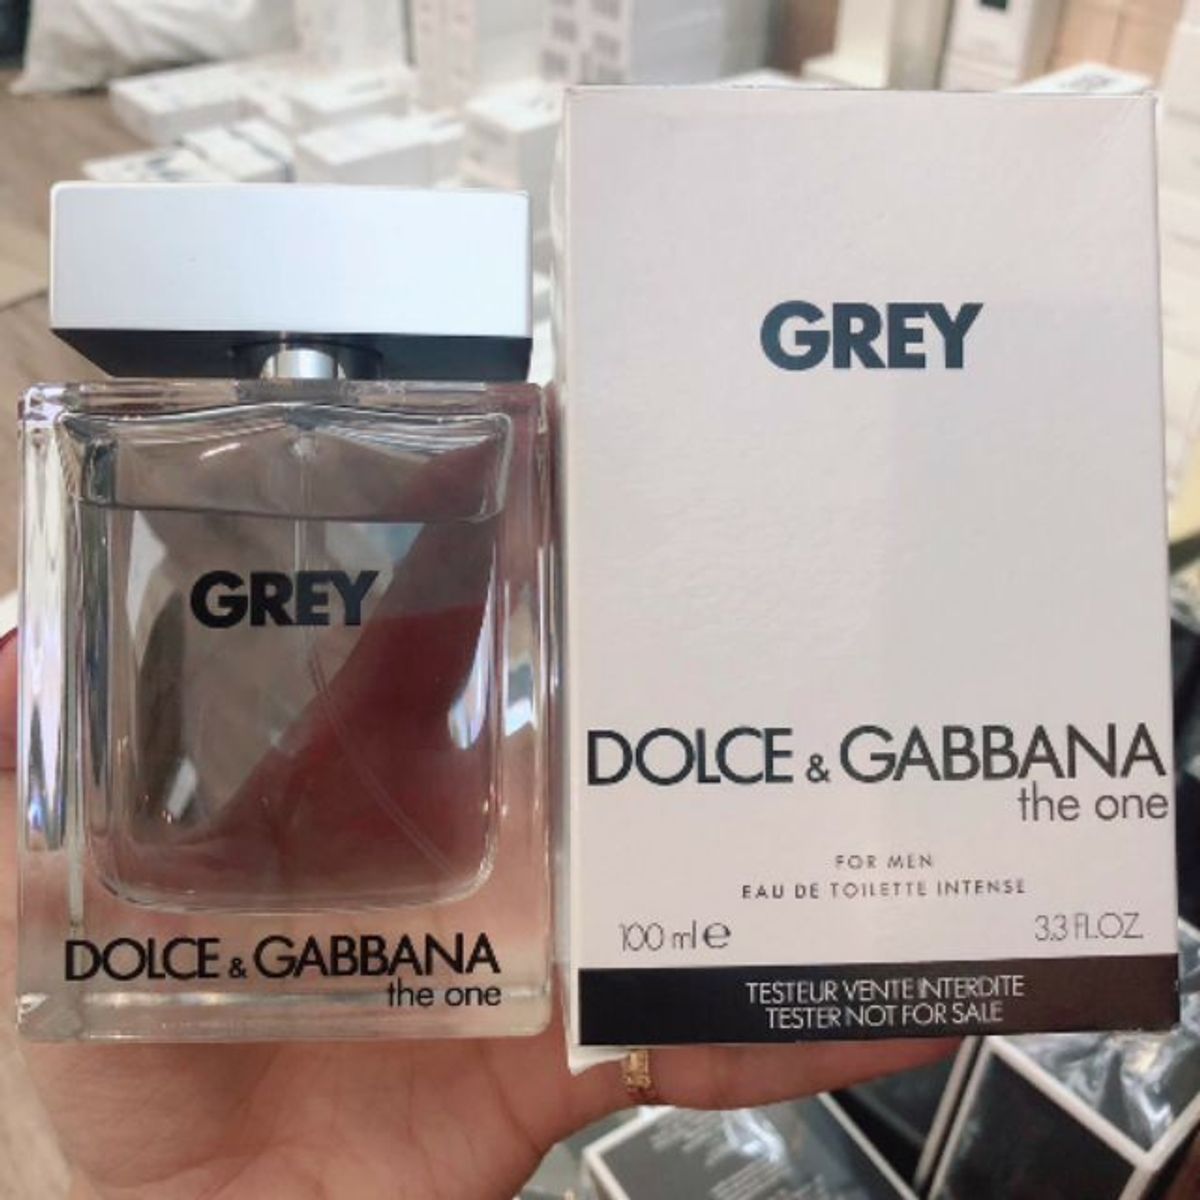 GREY
DOLCE & GABBANA
the one
GREY
DOLCE & GABBANA
the one
FOR MEN
EAU DE TOILETTE INTENSE
100 ml e 3.3 FL.OZ.
TESTEUR VENTE INTERDITE
TESTER NOT FOR SALE